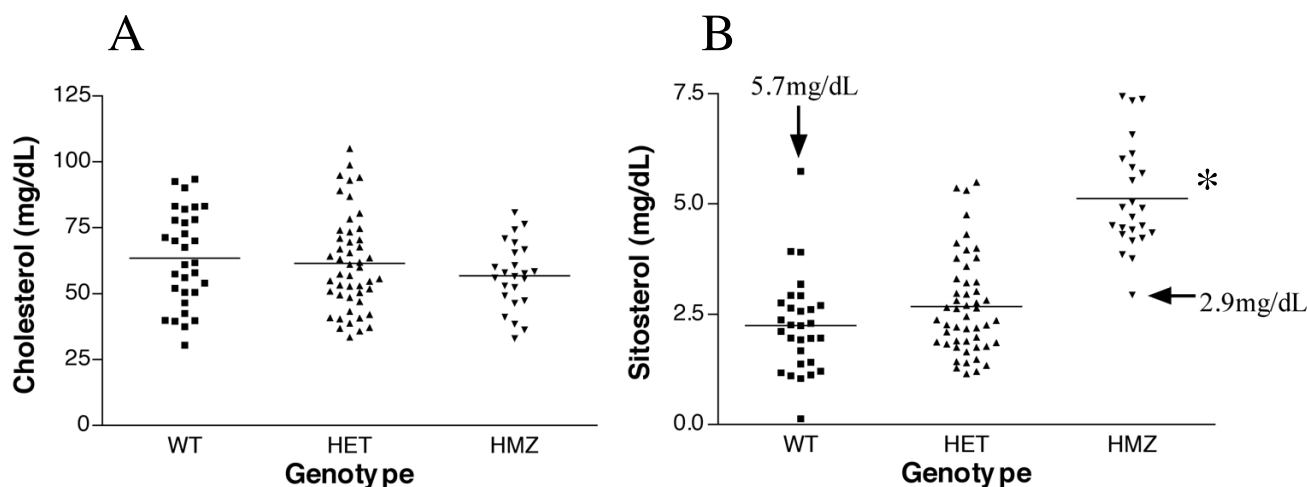 A
Cholesterol (mg/dL)
125
100
75
50
25
0
WT
HET
HMZ
Genotype
B
Sitosterol (mg/dL)
5.7mg/dL
7.5
5.0
2.5
0.0
*
2.9mg/dL
WT
HET
HMZ
Genotype